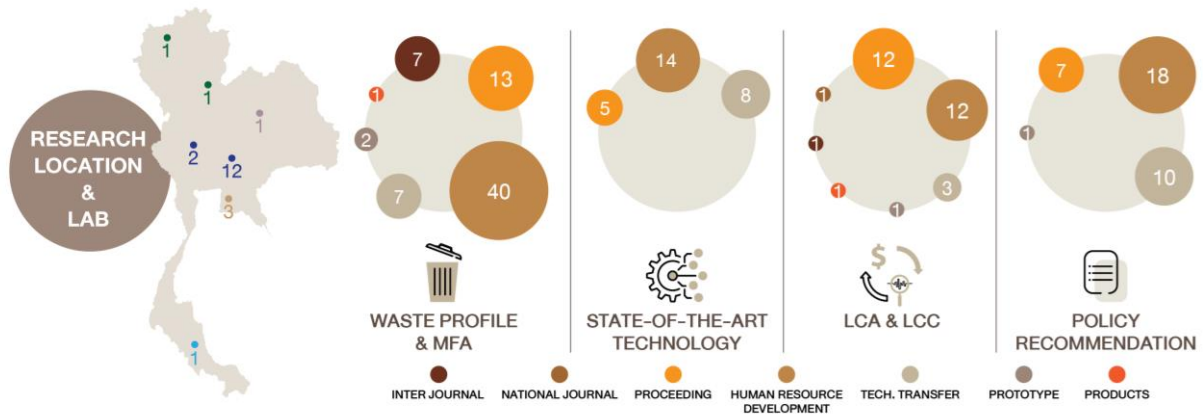 RESEARCH
LOCATION
&
LAB
1
1
1
2
12
3
1
7
13
1
2
7
40
WASTE PROFILE
& MFA
14
5
8
STATE-OF-THE-ART
TECHNOLOGY
12
1
12
1
1
3
1
LCA & LCC
7
18
1
10
POLICY
RECOMMENDATION
INTER JOURNAL
NATIONAL JOURNAL
PROCEEDING
HUMAN RESOURCE
DEVELOPMENT
TECH. TRANSFER
PROTOTYPE
PRODUCTS